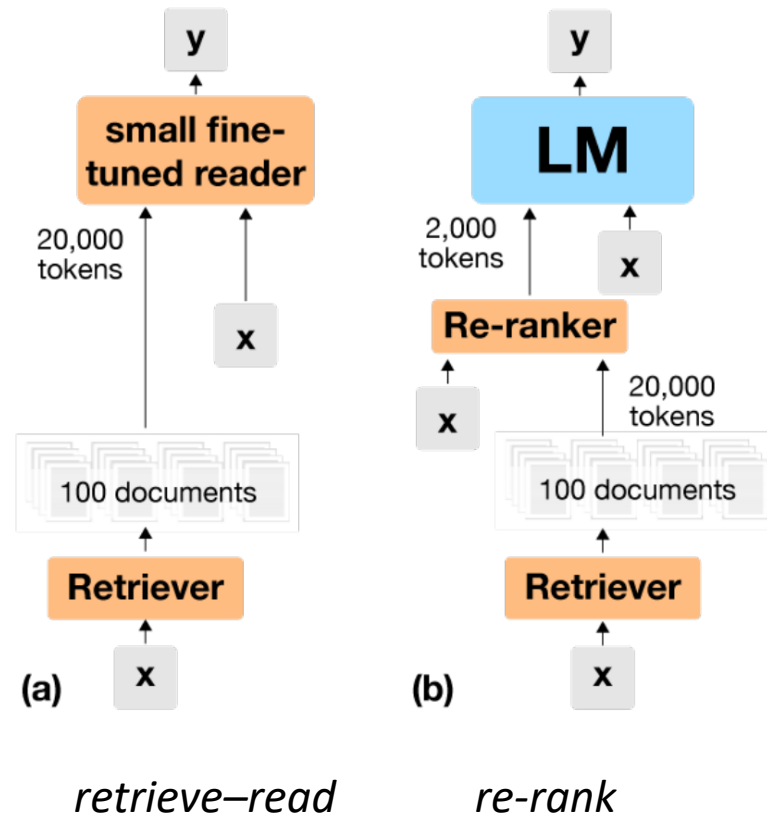 y
small fine-
tuned reader
20,000
tokens
x
100 documents
Retriever
x
(a)
y
LM
2,000
tokens
x
Re-ranker
x
20,000
tokens
100 documents
Retriever
x
(b)
retrieve–read
re-rank